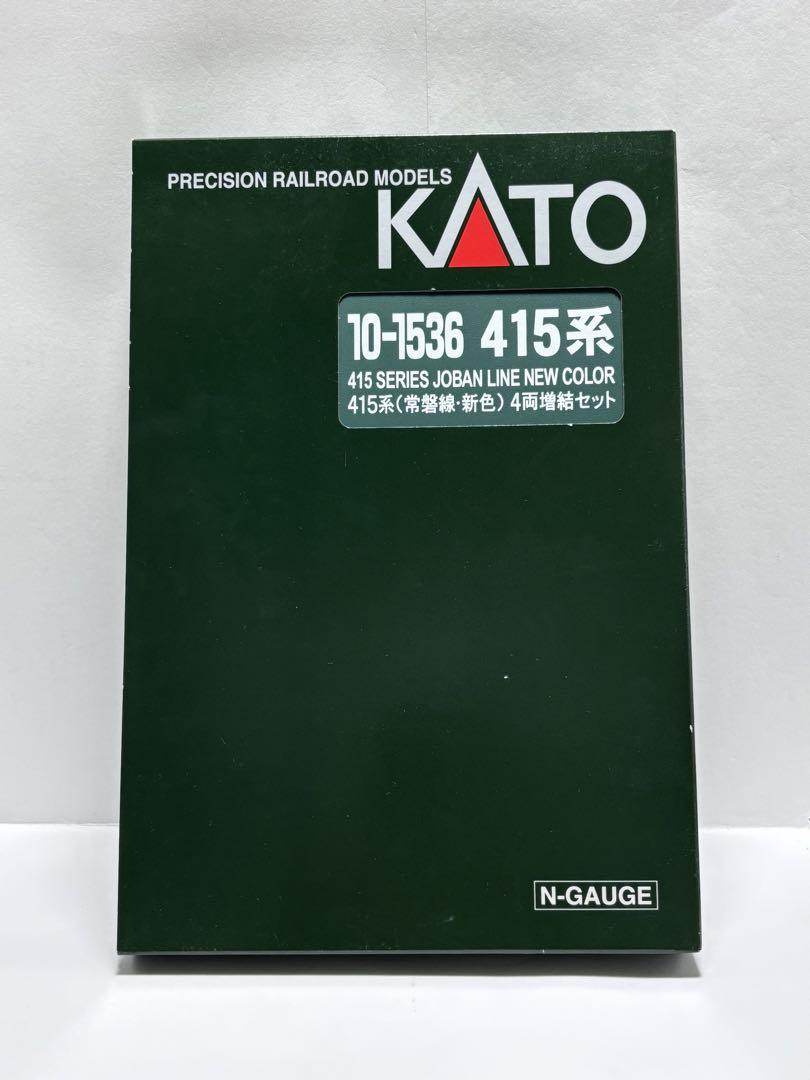 PRECISION RAILROAD MODELS
KATO
10-1536 415系
415 SERIES JOBAN LINE NEW COLOR
415系(常磐線·新色) 4両増結セット
N-GAUGE